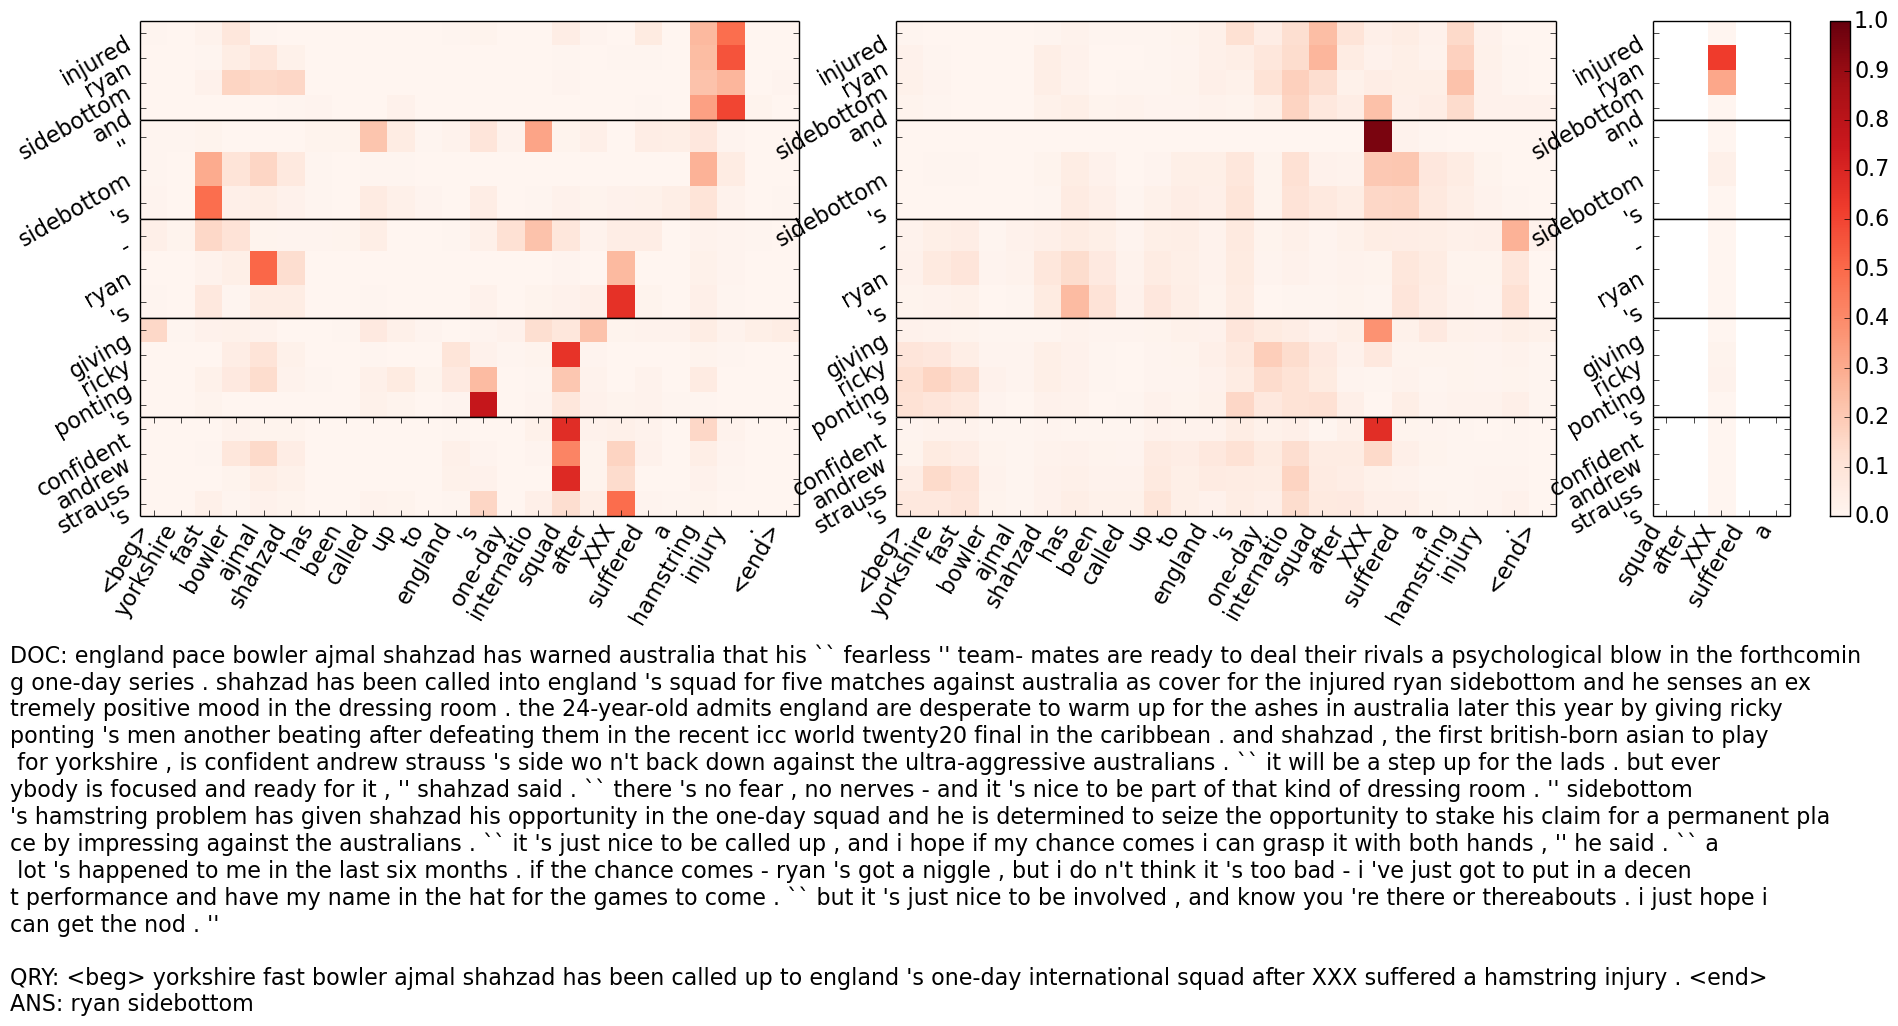 injured
ryan
sidebottom
and
"
sidebottom
's
-
ryan
's
giving
ricky
ponting
's
confident
andrew
strauss
's
<beg>
yorkshire
fast
bowler
ajmal
shahzad
has
been
called
up
to
england
's
one-day
internatio
squad
after
XXX
suffered
a
hamstring
injury
.
<end>
injured
ryan
sidebottom
and
"
sidebottom
's
-
ryan
's
giving
ricky
ponting
's
confident
andrew
strauss
's
<beg>
yorkshire
fast
bowler
ajmal
shahzad
has
been
called
up
to
england
's
one-day
internatio
squad
after
XXX
suffered
a
hamstring
injury
.
<end>
injured
ryan
sidebottom
and
"
sidebottom
's
-
ryan
's
giving
ricky
ponting
's
confident
andrew
strauss
's
squad
after
XXX
suffered
a
1.0
0.9
0.8
0.7
0.6
0.5
0.4
0.3
0.2
0.1
0.0
DOC: england pace bowler ajmal shahzad has warned australia that his `` fearless '' team- mates are ready to deal their rivals a psychological blow in the forthcomin
g one-day series . shahzad has been called into england 's squad for five matches against australia as cover for the injured ryan sidebottom and he senses an ex
tremely positive mood in the dressing room . the 24-year-old admits england are desperate to warm up for the ashes in australia later this year by giving ricky
ponting 's men another beating after defeating them in the recent icc world twenty20 final in the caribbean . and shahzad , the first british-born asian to play
for yorkshire , is confident andrew strauss 's side wo n't back down against the ultra-aggressive australians . `` it will be a step up for the lads . but ever
ybody is focused and ready for it , '' shahzad said . `` there 's no fear , no nerves - and it 's nice to be part of that kind of dressing room . '' sidebottom
's hamstring problem has given shahzad his opportunity in the one-day squad and he is determined to seize the opportunity to stake his claim for a permanent pla
ce by impressing against the australians . `` it 's just nice to be called up , and i hope if my chance comes i can grasp it with both hands , '' he said . `` a
lot 's happened to me in the last six months . if the chance comes - ryan 's got a niggle , but i do n't think it 's too bad - i 've just got to put in a decen
t performance and have my name in the hat for the games to come . `` but it 's just nice to be involved , and know you 're there or thereabouts . i just hope i
can get the nod . ''
QRY: <beg> yorkshire fast bowler ajmal shahzad has been called up to england 's one-day international squad after XXX suffered a hamstring injury . <end>
ANS: ryan sidebottom